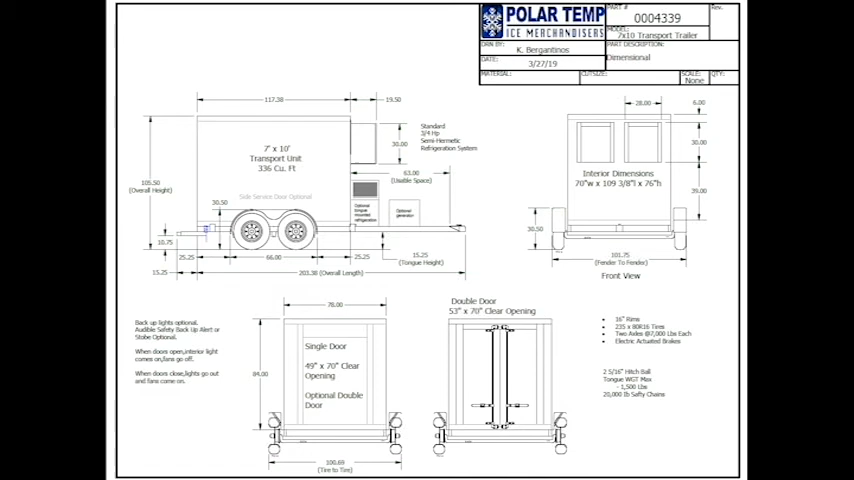 POLAR TEMP
ICE MERCHANDISERS
PART #
0004339
Rev.
MODEL:
7x10 Transport Trailer
DRN BY:
K. Bergantinos
PART DESCRIPTION:
Dimensional
DATE:
3/27/19
MATERIAL:
CUTSIZE:
SCALE:
None
QTY:
117.38
19.50
105.50
(Overall Height)
7' x 10'
Transport Unit
336 Cu. Ft
Side Service Door Optional
30.00
Standard
3/4 Hp
Semi-Hermetic
Refrigeration System
63.00
(Usable Space)
Optional
tongue
mounted
refrigeration
Optional
generator
30.50
10.75
15.25
25.25
66.00
25.25
15.25
(Tongue Height)
203.38 (Overall Length)
28.00
6.00
30.00
39.00
Interior Dimensions
70"w x 109 3/8"l x 76"h
30.50
101.75
(Fender To Fender)
Front View
Back up lights optional.
Audible Safety Back Up Alert or
Stobe Optional.
When doors open,interior light
comes on,fans go off.
When doors close,lights go out
and fans come on.
78.00
84.00
Single Door
49" x 70" Clear
Opening
Optional Double
Door
100.69
(Tire to Tire)
Double Door
53" x 70" Clear Opening
• 16" Rims
• 235 x 80R16 Tires
• Two Axles @7,000 Lbs Each
• Electric Actuated Brakes
2 5/16" Hitch Ball
Tongue WGT Max
- 1,500 Lbs
20,000 lb Safty Chains